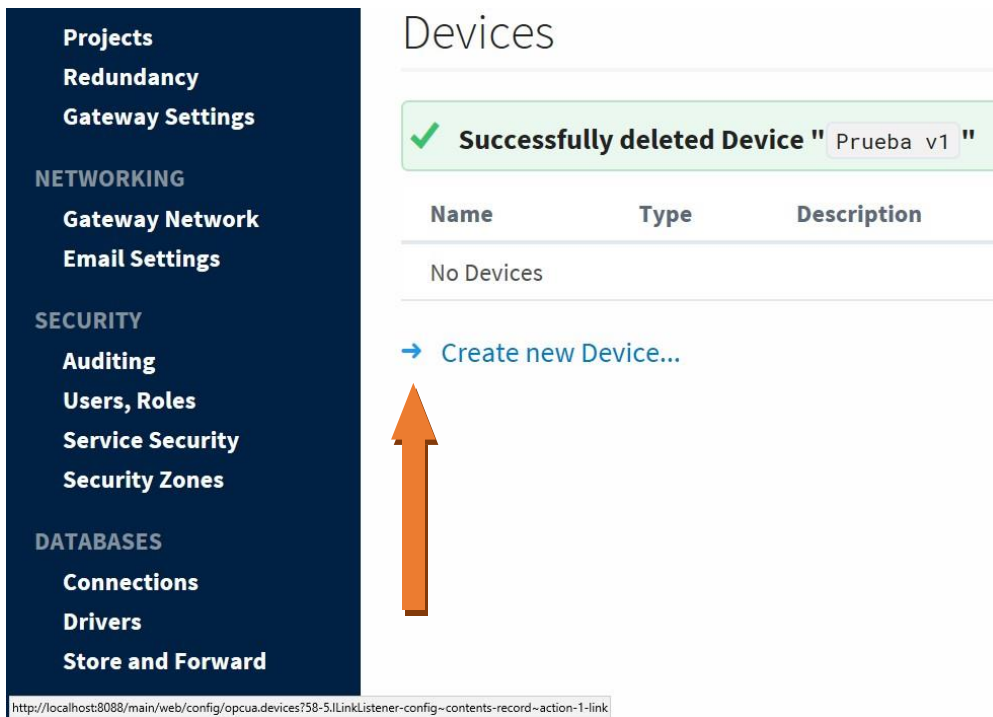 Projects
Redundancy
Gateway Settings
NETWORKING
Gateway Network
Email Settings
SECURITY
Auditing
Users, Roles
Service Security
Security Zones
DATABASES
Connections
Drivers
Store and Forward
Devices
Successfully deleted Device " Prueba v1 "
Name Type Description
No Devices
Create new Device...
http://localhost:8088/main/web/config/opcua.devices?58-5.ILinkListener-config~contents-record~action-1-link